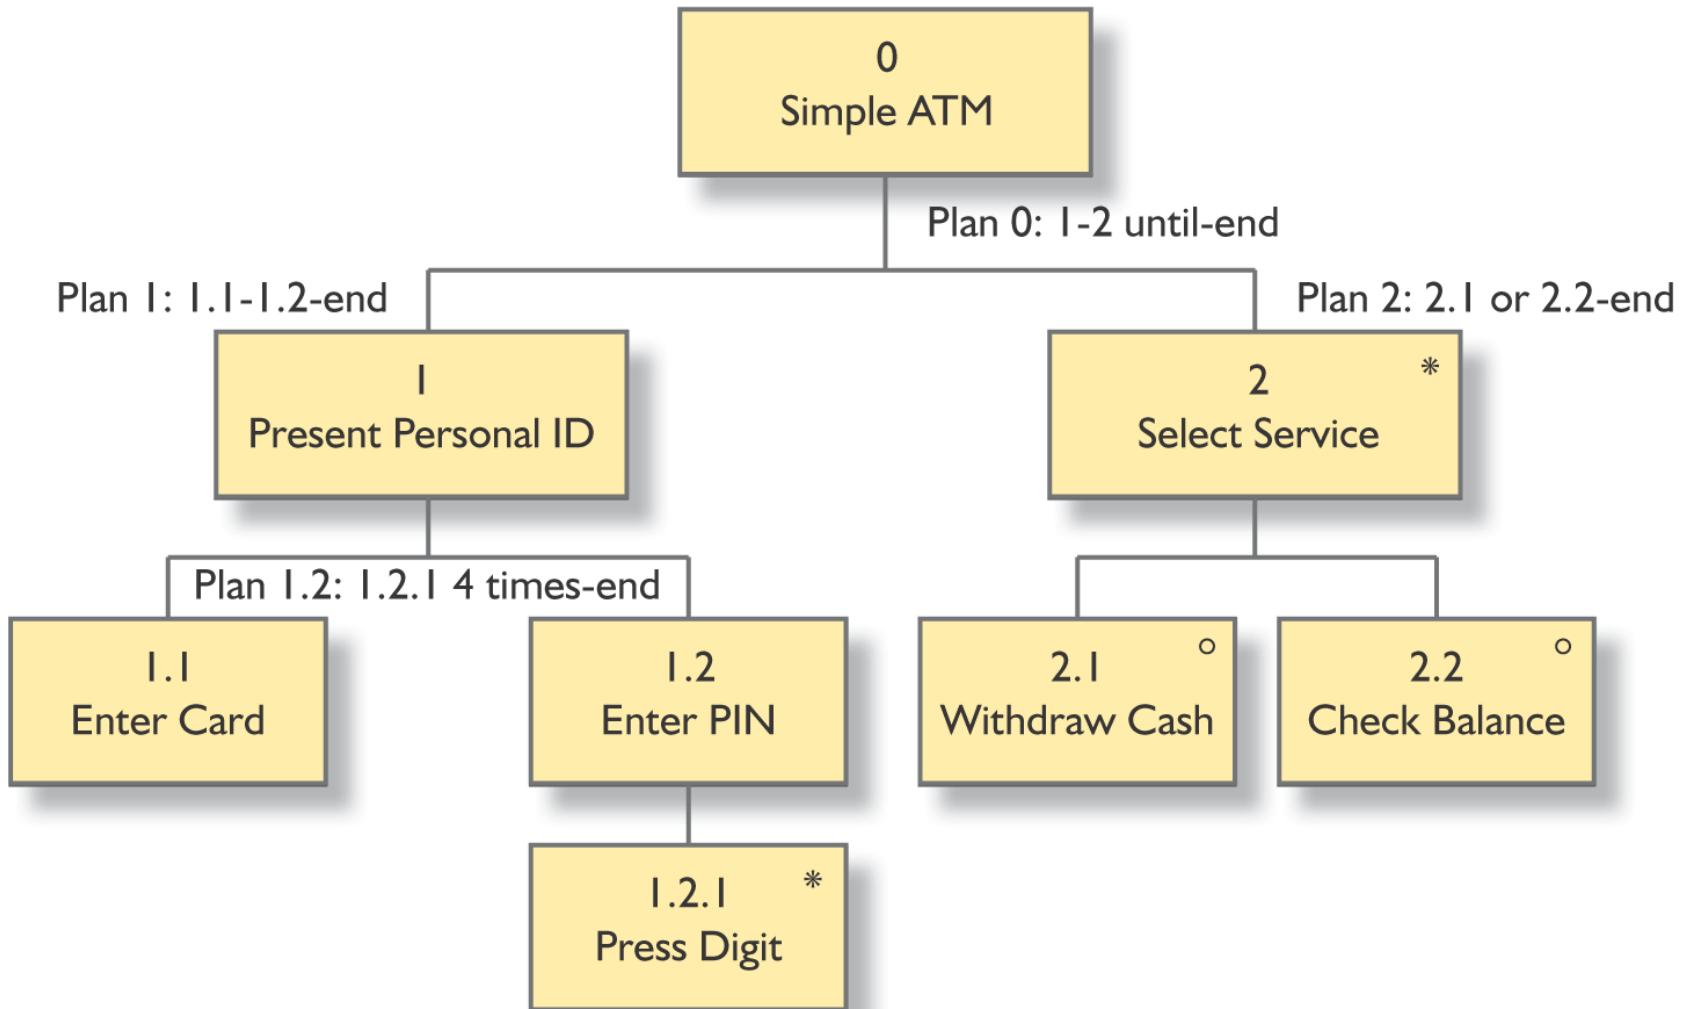 0
Simple ATM
Plan 0: 1-2 until-end
Plan 1: 1.1-1.2-end
Plan 2: 2.1 or 2.2-end
1
Present Personal ID
2 *
Select Service
Plan 1.2: 1.2.1 4 times-end
1.1
Enter Card
1.2
Enter PIN
2.1 o
Withdraw Cash
2.2 o
Check Balance
1.2.1 *
Press Digit